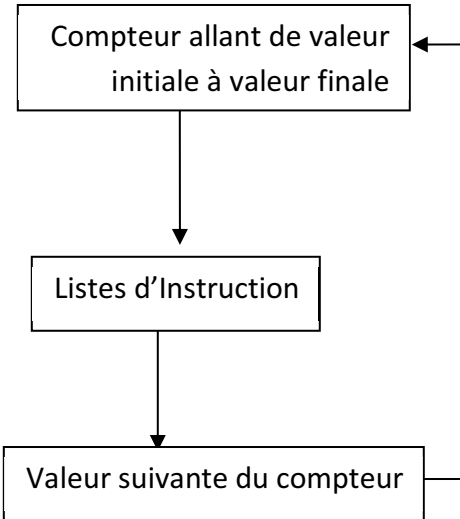 Compteur allant de valeur
initiale à valeur finale
Listes d’Instruction
Valeur suivante du compteur